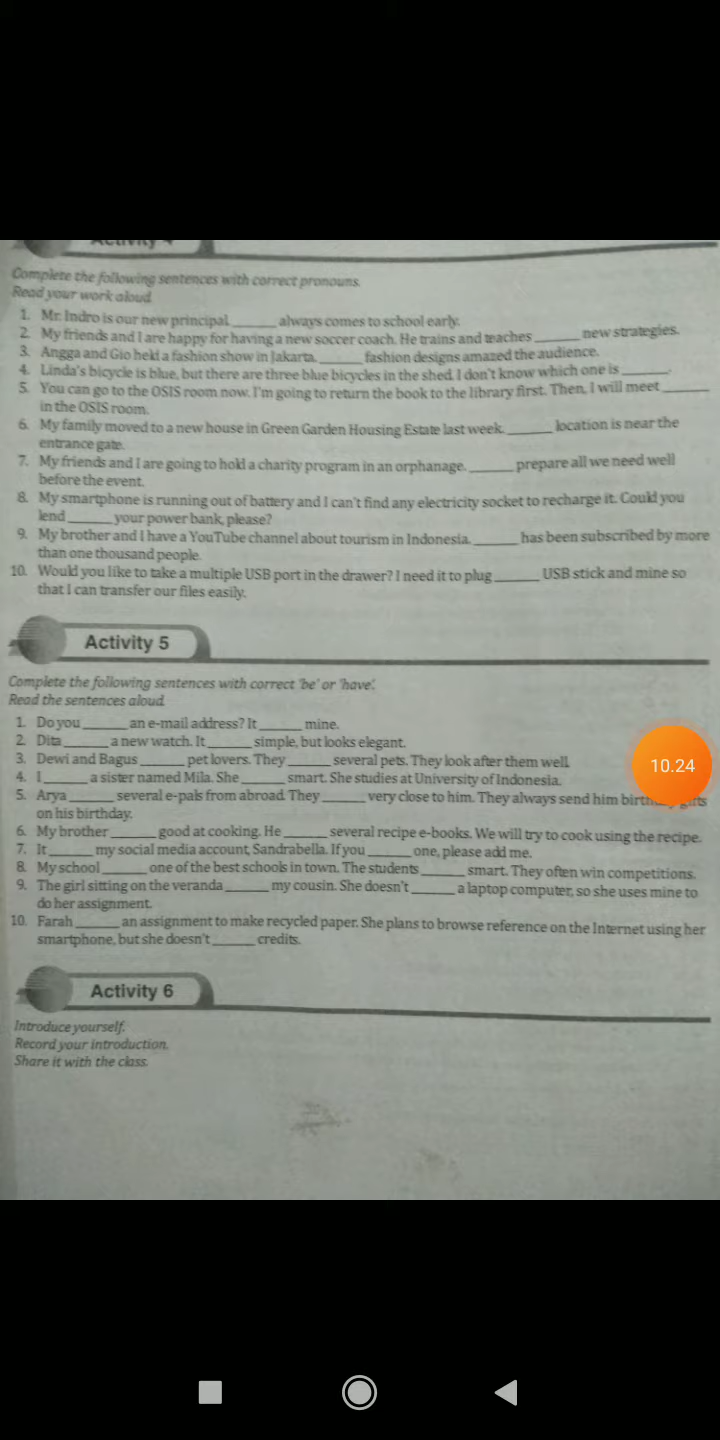 Activity 4
Complete the following sentences with correct pronouns.
Read your work aloud.
1. Mr. Indro is our new principal. ______ always comes to school early.
2. My friends and I are happy for having a new soccer coach. He trains and teaches ______ new strategies.
3. Angga and Gio held a fashion show in Jakarta. ______ fashion designs amazed the audience.
4. Linda's bicycle is blue, but there are three blue bicycles in the shed. I don't know which one is ______.
5. You can go to the OSIS room now. I'm going to return the book to the library first. Then, I will meet ______
in the OSIS room.
6. My family moved to a new house in Green Garden Housing Estate last week. ______ location is near the
entrance gate.
7. My friends and I are going to hold a charity program in an orphanage. ______ prepare all we need well
before the event.
8. My smartphone is running out of battery and I can't find any electricity socket to recharge it. Could you
lend ______ your power bank, please?
9. My brother and I have a YouTube channel about tourism in Indonesia. ______ has been subscribed by more
than one thousand people.
10. Would you like to take a multiple USB port in the drawer? I need it to plug ______ USB stick and mine so
that I can transfer our files easily.
Activity 5
Complete the following sentences with correct 'be' or 'have'.
Read the sentences aloud.
1. Do you ______ an e-mail address? It ______ mine.
2. Dita ______ a new watch. It ______ simple, but looks elegant.
3. Dewi and Bagus ______ pet lovers. They ______ several pets. They look after them well.
4. I ______ a sister named Mila. She ______ smart. She studies at University of Indonesia.
10.24
5. Arya ______ several e-pals from abroad. They ______ very close to him. They always send him birthday gifts
on his birthday.
6. My brother ______ good at cooking. He ______ several recipe e-books. We will try to cook using the recipe.
7. It ______ my social media account, Sandrabella. If you ______ one, please add me.
8. My school ______ one of the best schools in town. The students ______ smart. They often win competitions.
9. The girl sitting on the veranda ______ my cousin. She doesn't ______ a laptop computer, so she uses mine to
do her assignment.
10. Farah ______ an assignment to make recycled paper. She plans to browse reference on the Internet using her
smartphone, but she doesn't ______ credits.
Activity 6
Introduce yourself.
Record your introduction.
Share it with the class.